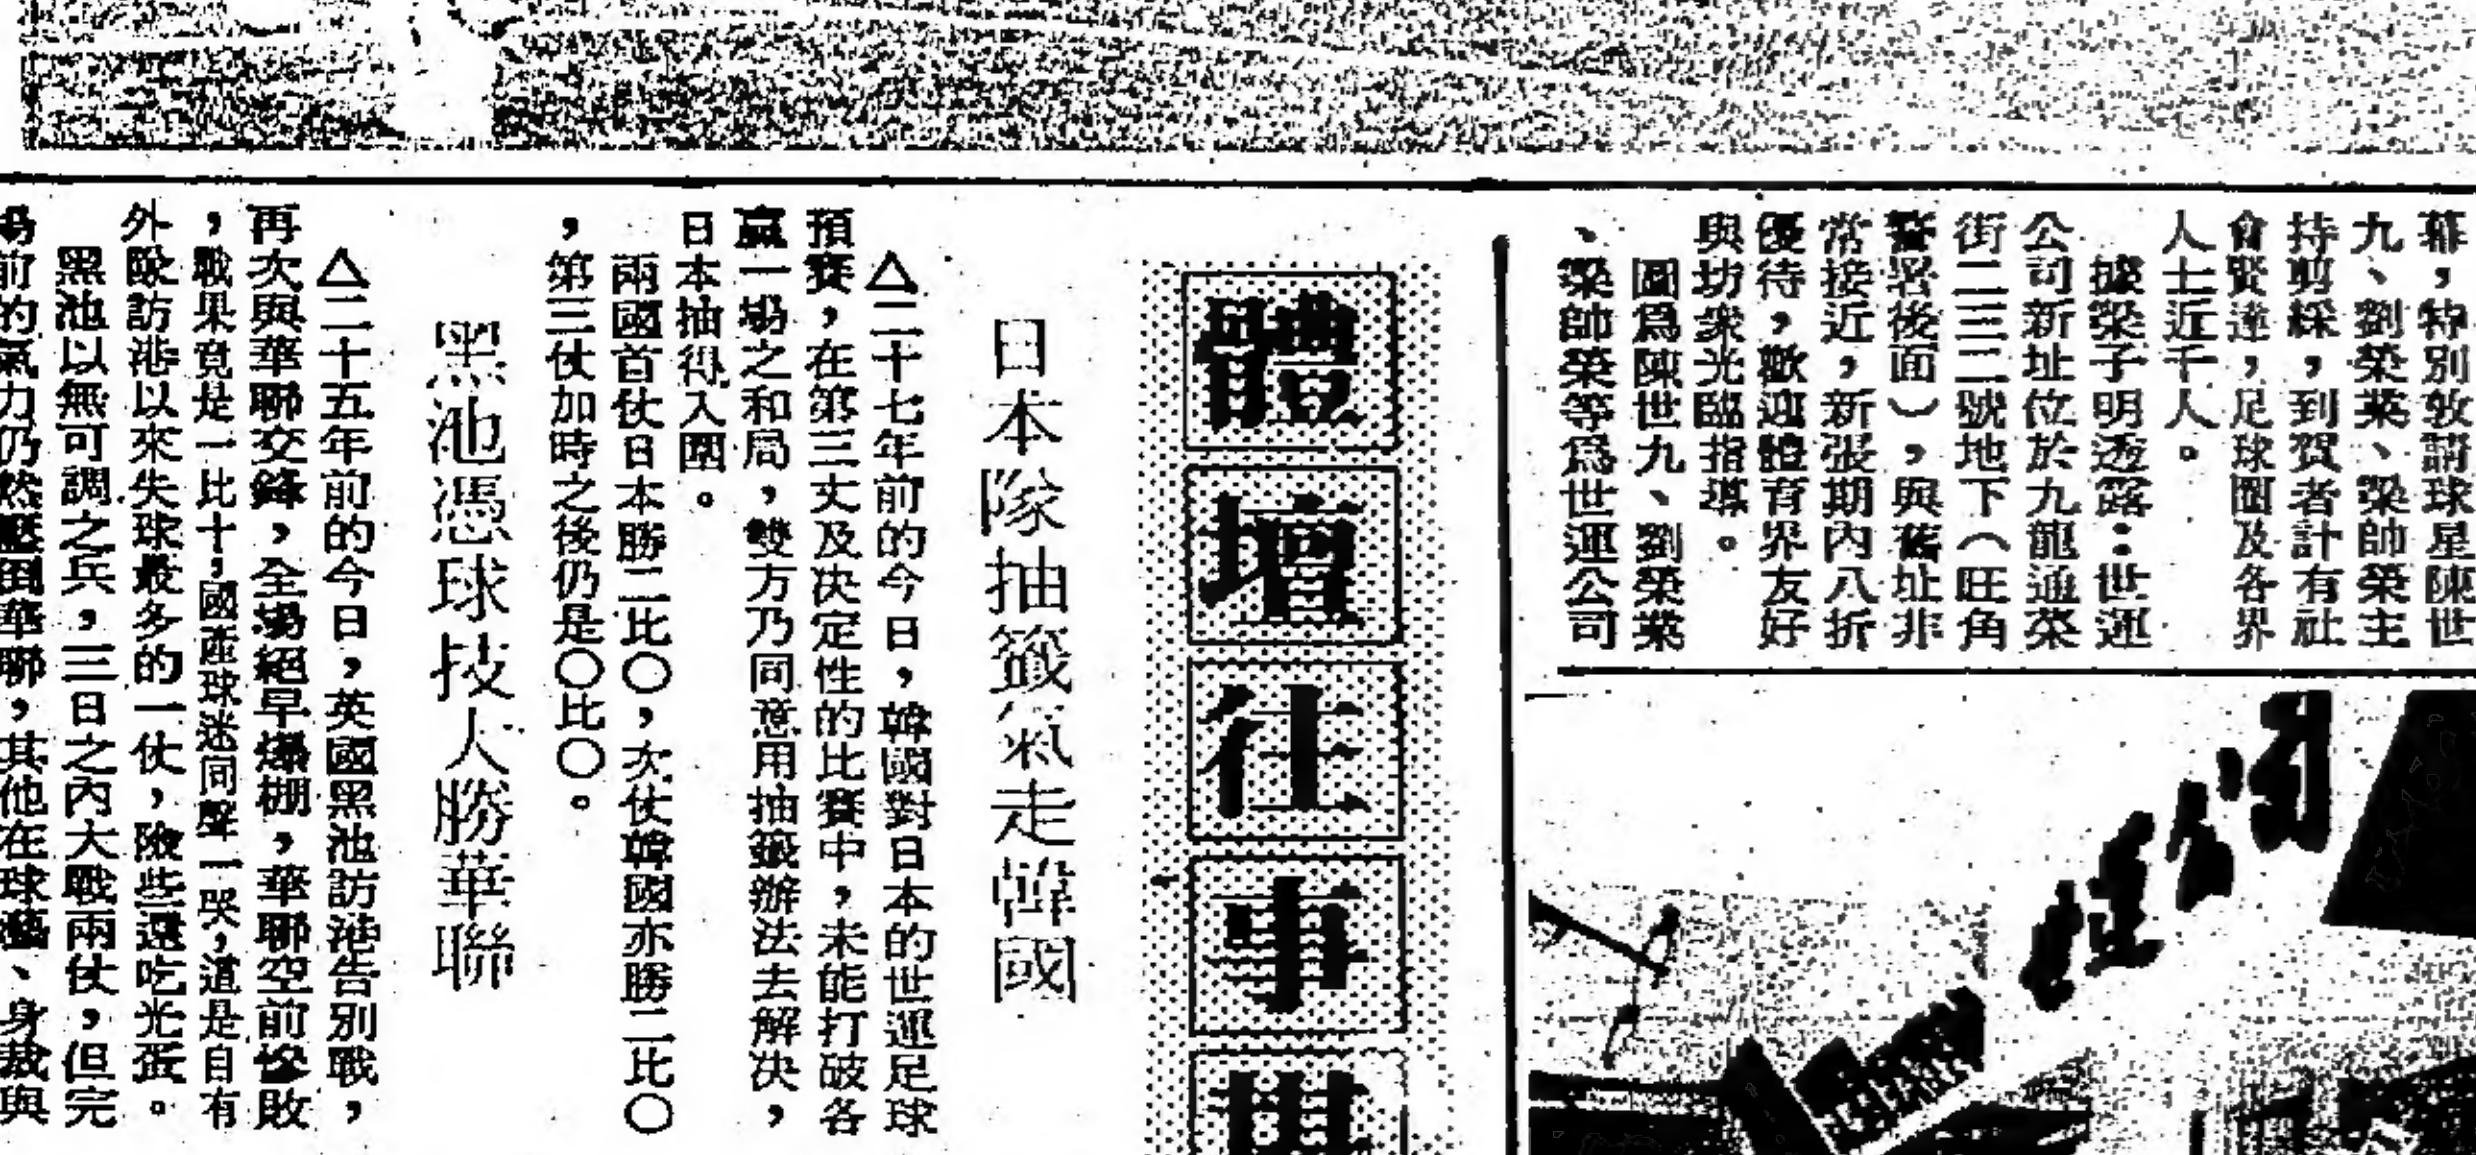 幕，特別敦請球星陳世
九、劉榮業、梁帥榮主
持剪綵，到賀者計有社
會賢達，足球圈及各界
人士近千人。
據梁子明透露：世運
公司新址位於九龍通菜
街二三二號地下（旺角
警署後面），與舊址非
常接近，新張期內八折
優待，歡迎體育界友好
與坊衆光臨指導。
圖爲陳世九、劉榮業
、梁帥榮等爲世運公司
體壇往事
日本隊抽籤氣走韓國
△二十七年前的今日，韓國對日本的世運足球
預賽，在第三丈及决定性的比賽中，未能打破各
贏一場之和局，雙方乃同意用抽籤辦法去解决，
日本抽得入圍。
兩國首仗日本勝二比〇，次仗韓國亦勝二比〇
，第三仗加時之後仍是〇比〇。
黑池憑球技人勝華聯
△二十五年前的今日，英國黑池訪港告別戰，
再次與華聯交鋒，全場絕早爆棚，華聯空前慘敗
，戰果竟是一比十，國產球迷同聲一哭，道是自有
外隊訪港以來失球最多的一仗，險些還吃光蛋。
黑池以無可調之兵，三日之內大戰兩仗，但完
場前的氣力仍然壓倒華聯，其他在球藝、身裁與